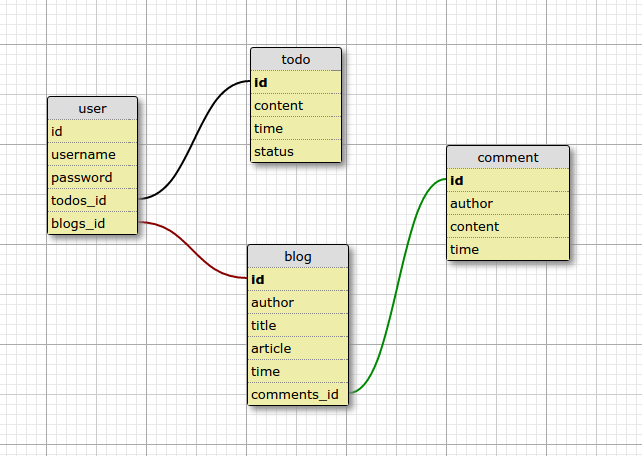 user
id
username
password
todos_id
blogs_id
todo
id
content
time
status
blog
id
author
title
article
time
comments_id
comment
id
author
content
time